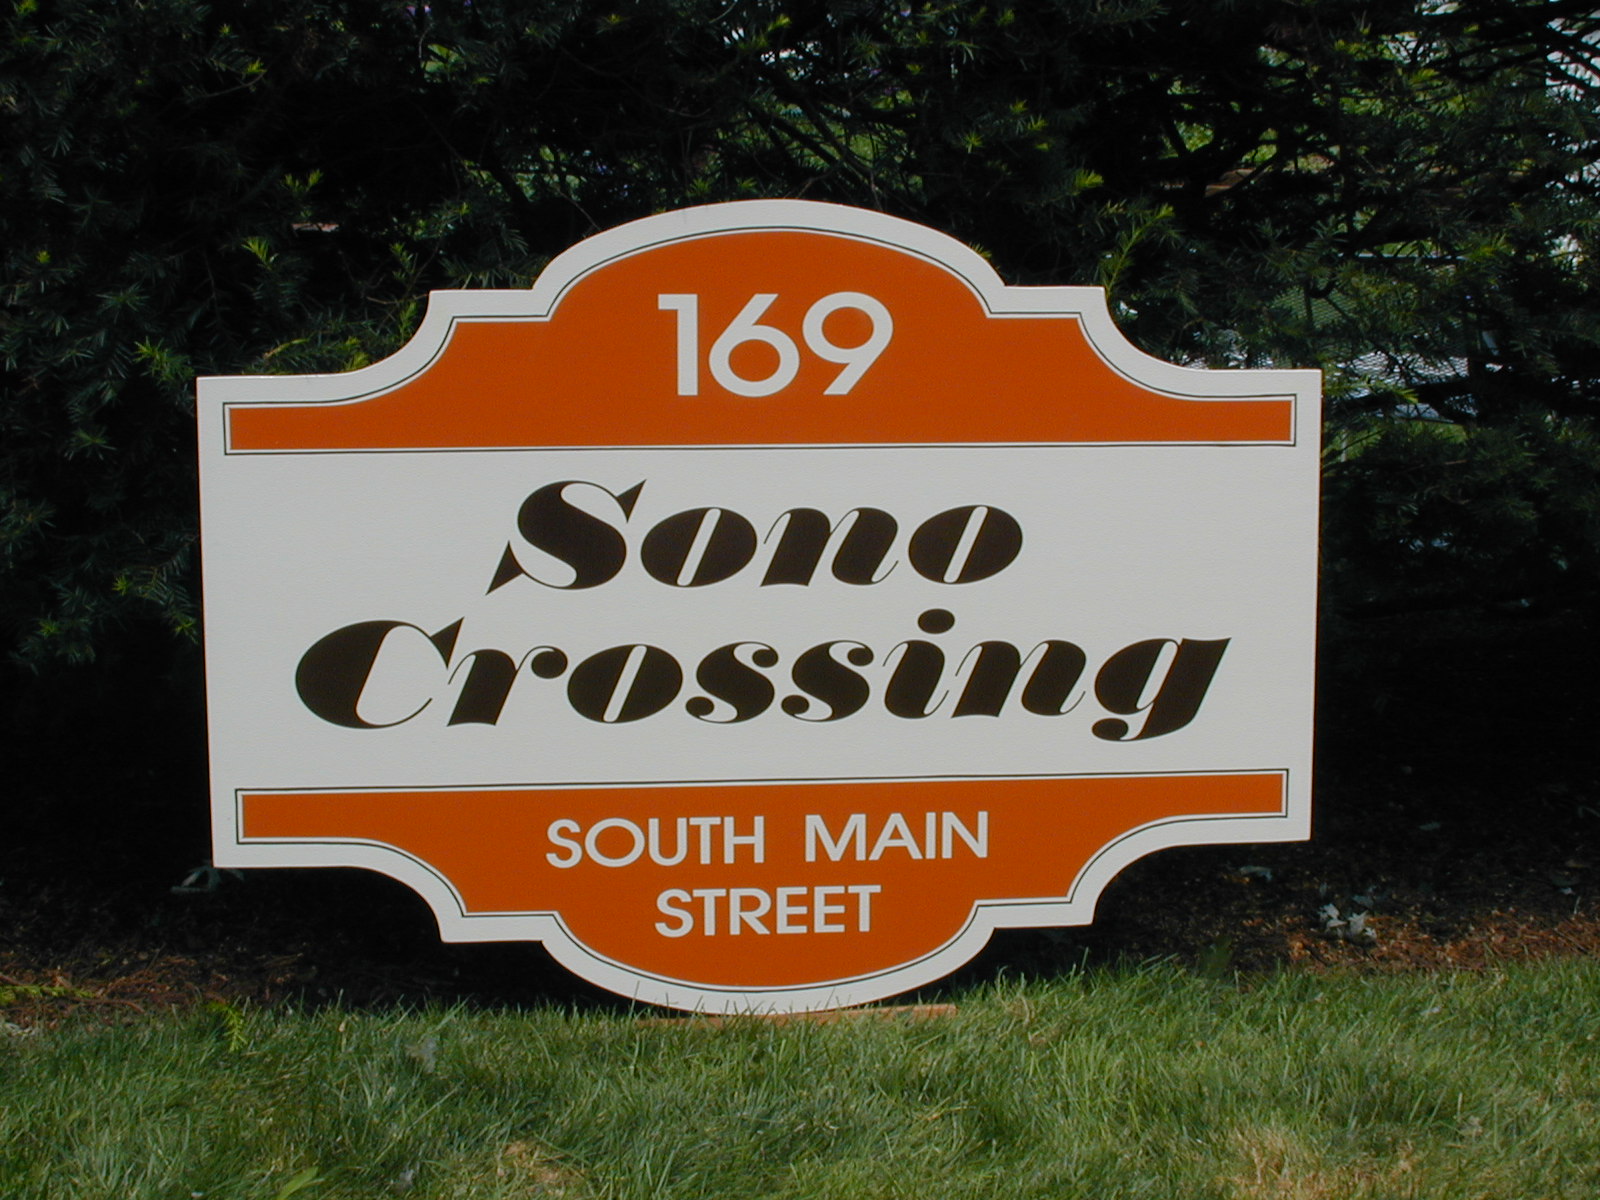 169
Sono
Crossing
SOUTH MAIN
STREET